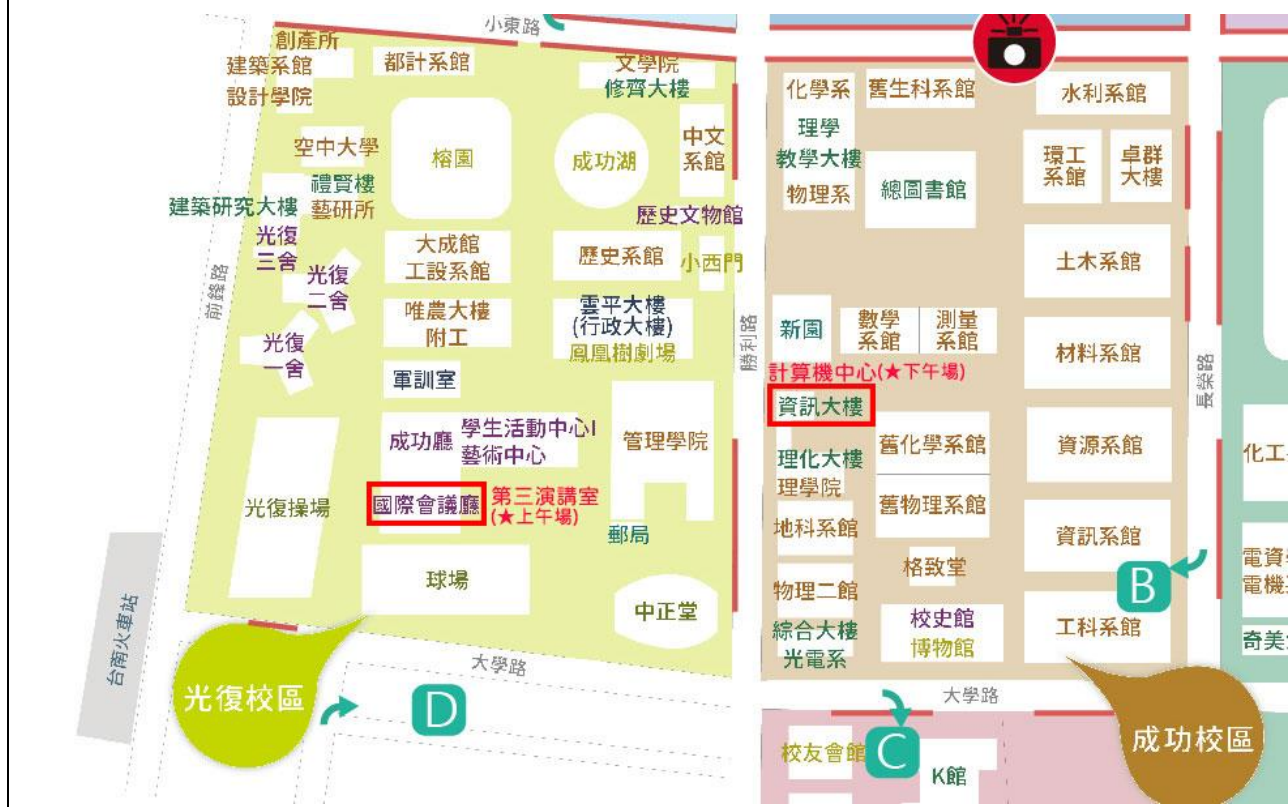 小東路
創產所
建築系館
設計學院
都計系館
文學院
修齊大樓
空中大學
榕園
成功湖
中文
系館
禮賢樓
藝研所
建築研究大樓
歷史文物館
光復
三舍
光復
二舍
光復
一舍
大成館
工設系館
歷史系館
小西門
前鋒路
唯農大樓
附工
雲平大樓
(行政大樓)
鳳凰樹劇場
軍訓室
成功廳
學生活動中心I
藝術中心
管理學院
光復操場
國際會議廳
第三演講室
(★上午場)
郵局
球場
中正堂
台南火車站
光復校區
大學路
D
勝利路
化學系
舊生科系館
水利系館
理學
教學大樓
物理系
總圖書館
環工
系館
卓群
大樓
土木系館
新園
數學
系館
測量
系館
材料系館
計算機中心(★下午場)
資訊大樓
長榮路
舊化學系館
資源系館
理化大樓
理學院
舊物理系館
地科系館
資訊系館
格致堂
B
物理二館
校史館
博物館
工科系館
綜合大樓
光電系
大學路
成功校區
校友會館
C
K館
化工
電資
電機
奇美